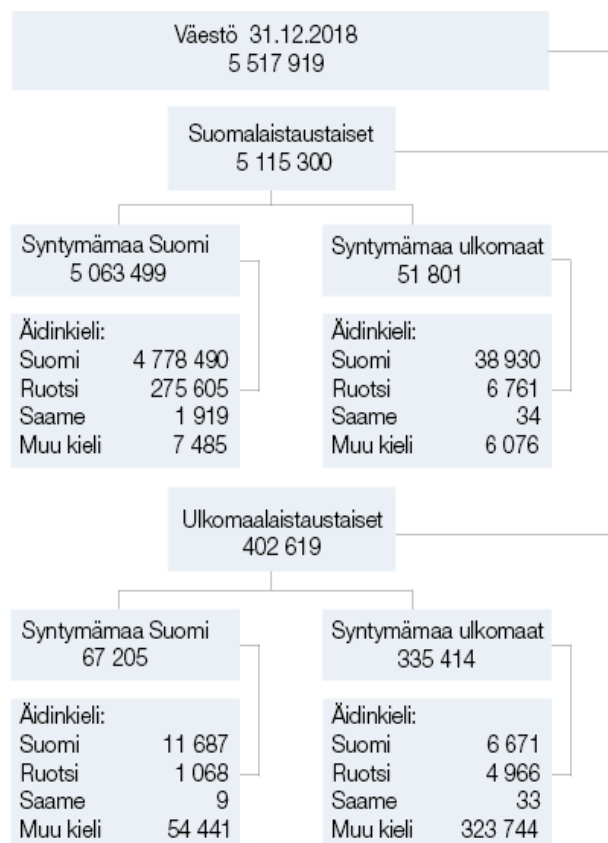 Väestö 31.12.2018
5 517 919
Suomalaistaustaiset
5 115 300
Syntymämaa Suomi
5 063 499
Äidinkieli:
Suomi 4 778 490
Ruotsi 275 605
Saame 1 919
Muu kieli 7 485
Syntymämaa ulkomaat
51 801
Äidinkieli:
Suomi 38 930
Ruotsi 6 761
Saame 34
Muu kieli 6 076
Ulkomaalaistaustaiset
402 619
Syntymämaa Suomi
67 205
Äidinkieli:
Suomi 11 687
Ruotsi 1 068
Saame 9
Muu kieli 54 441
Syntymämaa ulkomaat
335 414
Äidinkieli:
Suomi 6 671
Ruotsi 4 966
Saame 33
Muu kieli 323 744